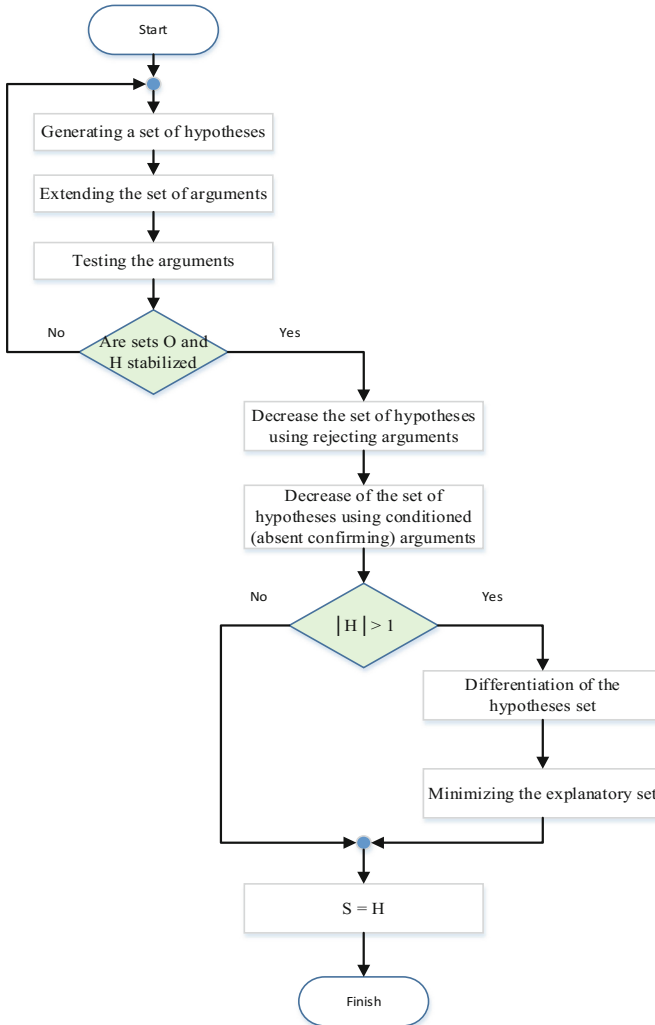 Start
Generating a set of hypotheses
Extending the set of arguments
Testing the arguments
No
Are sets O and
H stabilized
Yes
Decrease the set of hypotheses
using rejecting arguments
Decrease of the set of
hypotheses using conditioned
(absent confirming) arguments
No
|H| > 1
Yes
Differentiation of the
hypotheses set
Minimizing the explanatory set
S = H
Finish